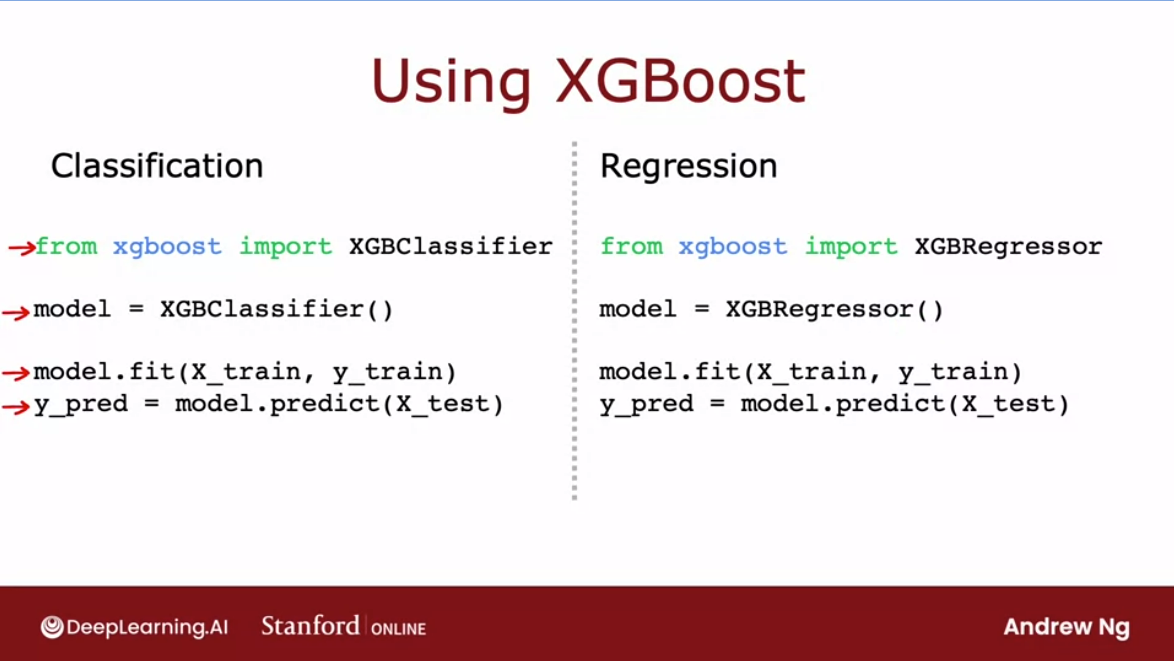 Using XGBoost
Classification
from xgboost import XGBClassifier
model = XGBClassifier()
model.fit(X_train, y_train)
y_pred = model.predict(X_test)
Regression
from xgboost import XGBRegressor
model = XGBRegressor()
model.fit(X_train, y_train)
y_pred = model.predict(X_test)
DeepLearning.AI
Stanford ONLINE
Andrew Ng